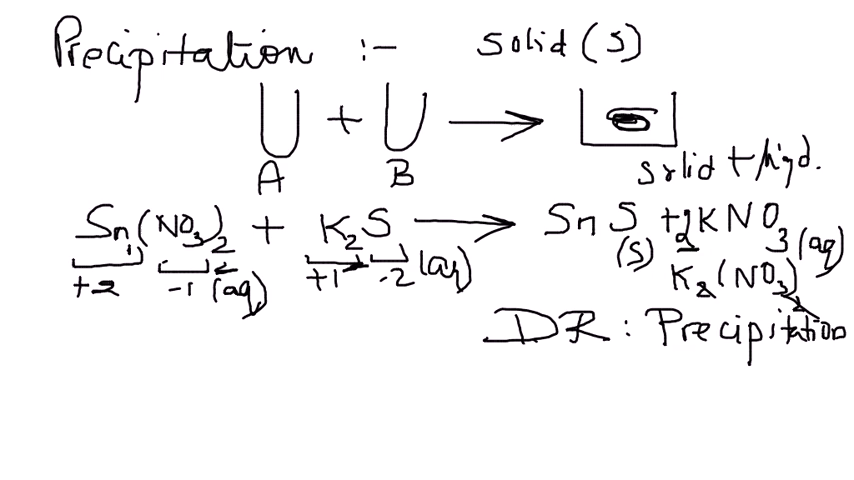 Precipitation :- solid (s)
U + U →
A B solid + liqd.
Sn(NO3)2 + K2S → SnS + 2KNO3
+2 -1 (aq) +1 -2 (aq) (s) (aq)
K2(NO3)2
DR : Precipitation